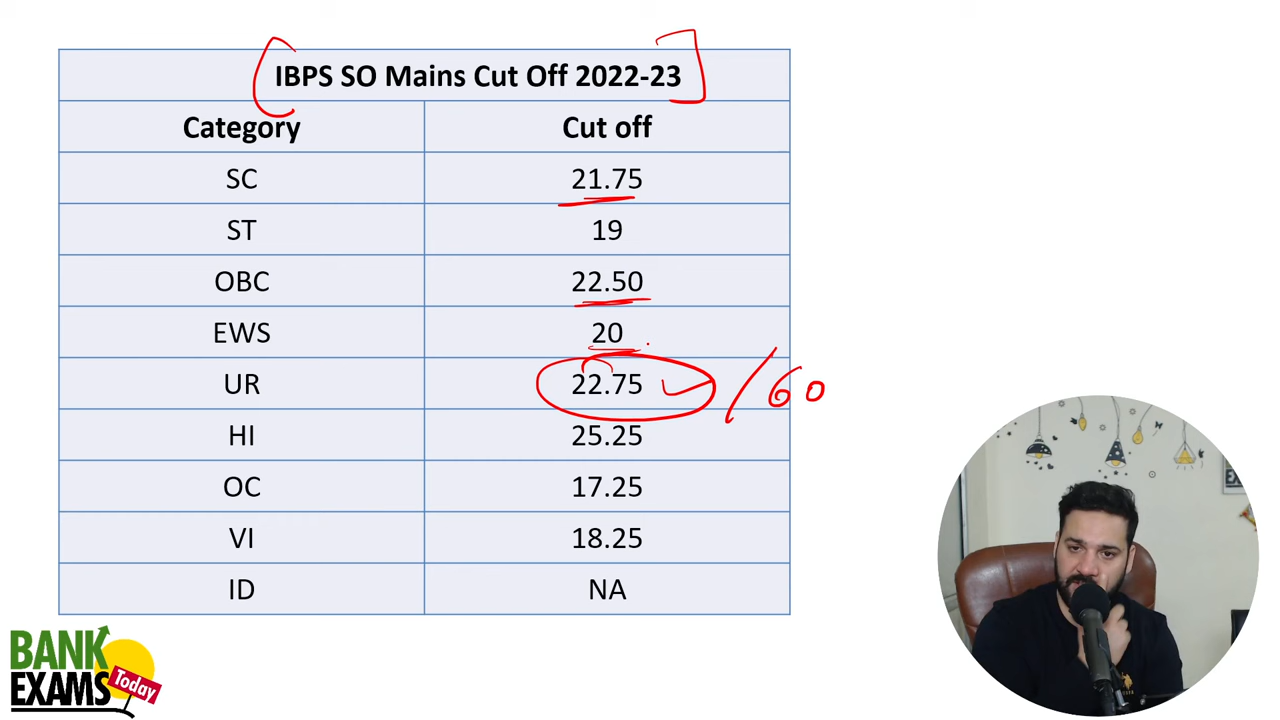 IBPS SO Mains Cut Off 2022-23
Category Cut off
SC 21.75
ST 19
OBC 22.50
EWS 20
UR 22.75 /60
HI 25.25
OC 17.25
VI 18.25
ID NA
BANK
EXAMS
Today
EXAM